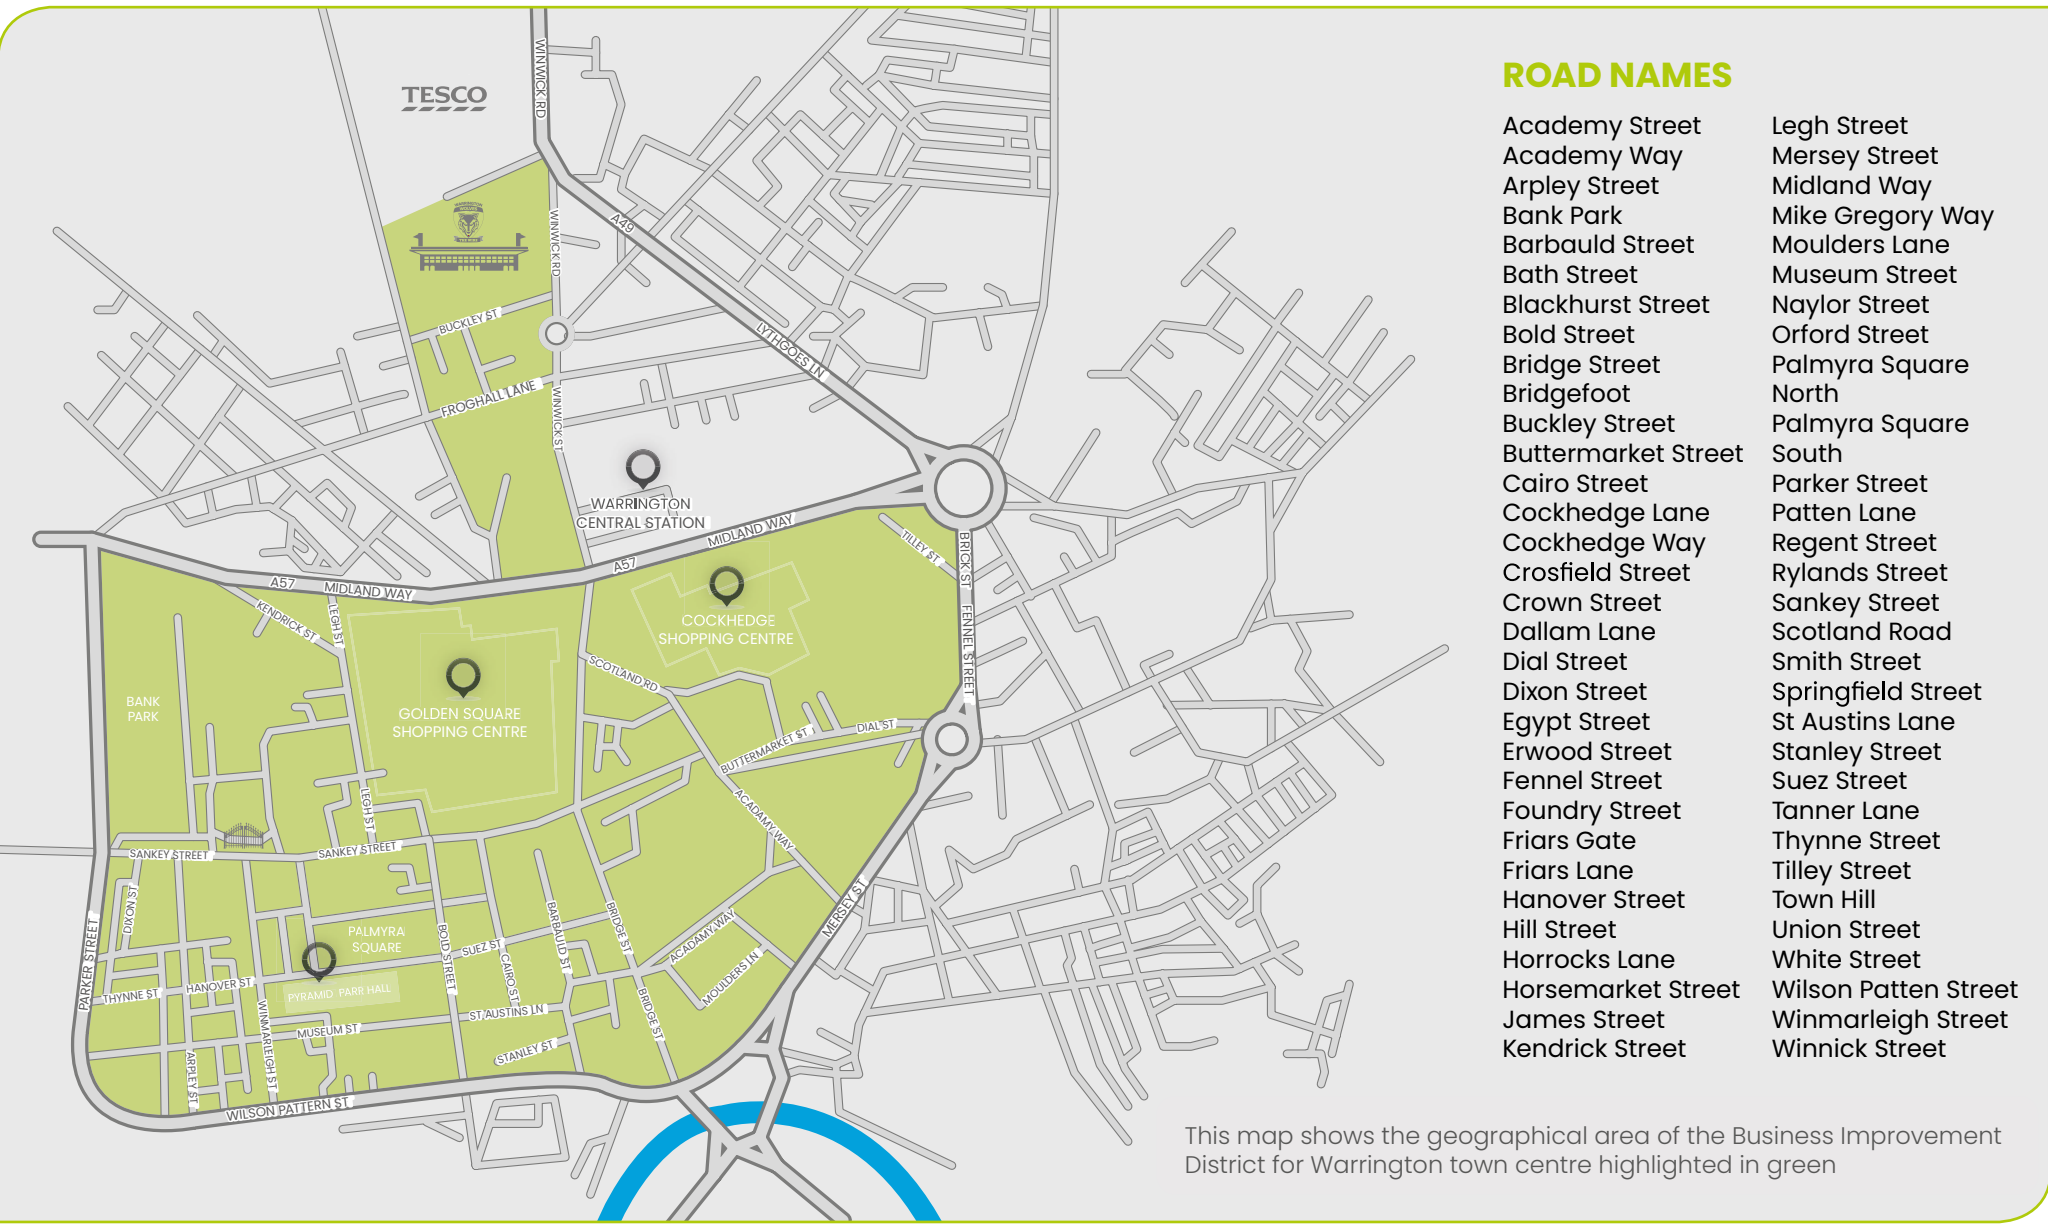 TESCO
WINWICK RD
A49
WINWICK RD
BUCKLEY ST
LYTHGOES LN
FROGHALL LANE
WINWICK ST
WARRINGTON
CENTRAL STATION
MIDLAND WAY
A57
TILLEY ST
BRICK ST
A57
MIDLAND WAY
KENDRICK ST
LEGH ST
COCKHEDGE
SHOPPING CENTRE
FENNEL STREET
SCOTLAND RD
BANK
PARK
GOLDEN SQUARE
SHOPPING CENTRE
DIAL ST
BUTTERMARKET ST
LEGH ST
ACADAMY WAY
SANKEY STREET
SANKEY STREET
DIXON ST
MERSEY ST
PARKER STREET
PALMYRA
SQUARE
BOLD STREET
SUEZ ST
CAIRO ST
BARBAULD ST
BRIDGE ST
ACADAMY WAY
MOULDERS LN
THYNNE ST
HANOVER ST
PYRAMID PARR HALL
WINMARLEIGH ST
MUSEUM ST
ST AUSTINS LN
BRIDGE ST
STANLEY ST
ARPLEY ST
WILSON PATTERN ST
ROAD NAMES
Academy Street
Academy Way
Arpley Street
Bank Park
Barbauld Street
Bath Street
Blackhurst Street
Bold Street
Bridge Street
Bridgefoot
Buckley Street
Buttermarket Street
Cairo Street
Cockhedge Lane
Cockhedge Way
Crosfield Street
Crown Street
Dallam Lane
Dial Street
Dixon Street
Egypt Street
Erwood Street
Fennel Street
Foundry Street
Friars Gate
Friars Lane
Hanover Street
Hill Street
Horrocks Lane
Horsemarket Street
James Street
Kendrick Street
Legh Street
Mersey Street
Midland Way
Mike Gregory Way
Moulders Lane
Museum Street
Naylor Street
Orford Street
Palmyra Square
North
Palmyra Square
South
Parker Street
Patten Lane
Regent Street
Rylands Street
Sankey Street
Scotland Road
Smith Street
Springfield Street
St Austins Lane
Stanley Street
Suez Street
Tanner Lane
Thynne Street
Tilley Street
Town Hill
Union Street
White Street
Wilson Patten Street
Winmarleigh Street
Winnick Street
This map shows the geographical area of the Business Improvement
District for Warrington town centre highlighted in green